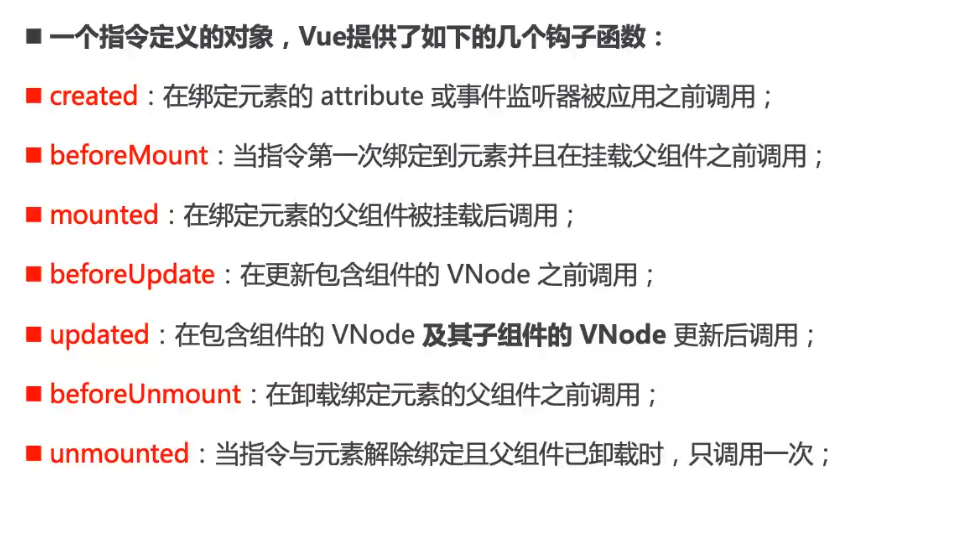 一个指令定义的对象，Vue提供了如下的几个钩子函数：
created：在绑定元素的 attribute 或事件监听器被应用之前调用；
beforeMount：当指令第一次绑定到元素并且在挂载父组件之前调用；
mounted：在绑定元素的父组件被挂载后调用；
beforeUpdate：在更新包含组件的 VNode 之前调用；
updated：在包含组件的 VNode 及其子组件的 VNode 更新后调用；
beforeUnmount：在卸载绑定元素的父组件之前调用；
unmounted：当指令与元素解除绑定且父组件已卸载时，只调用一次；